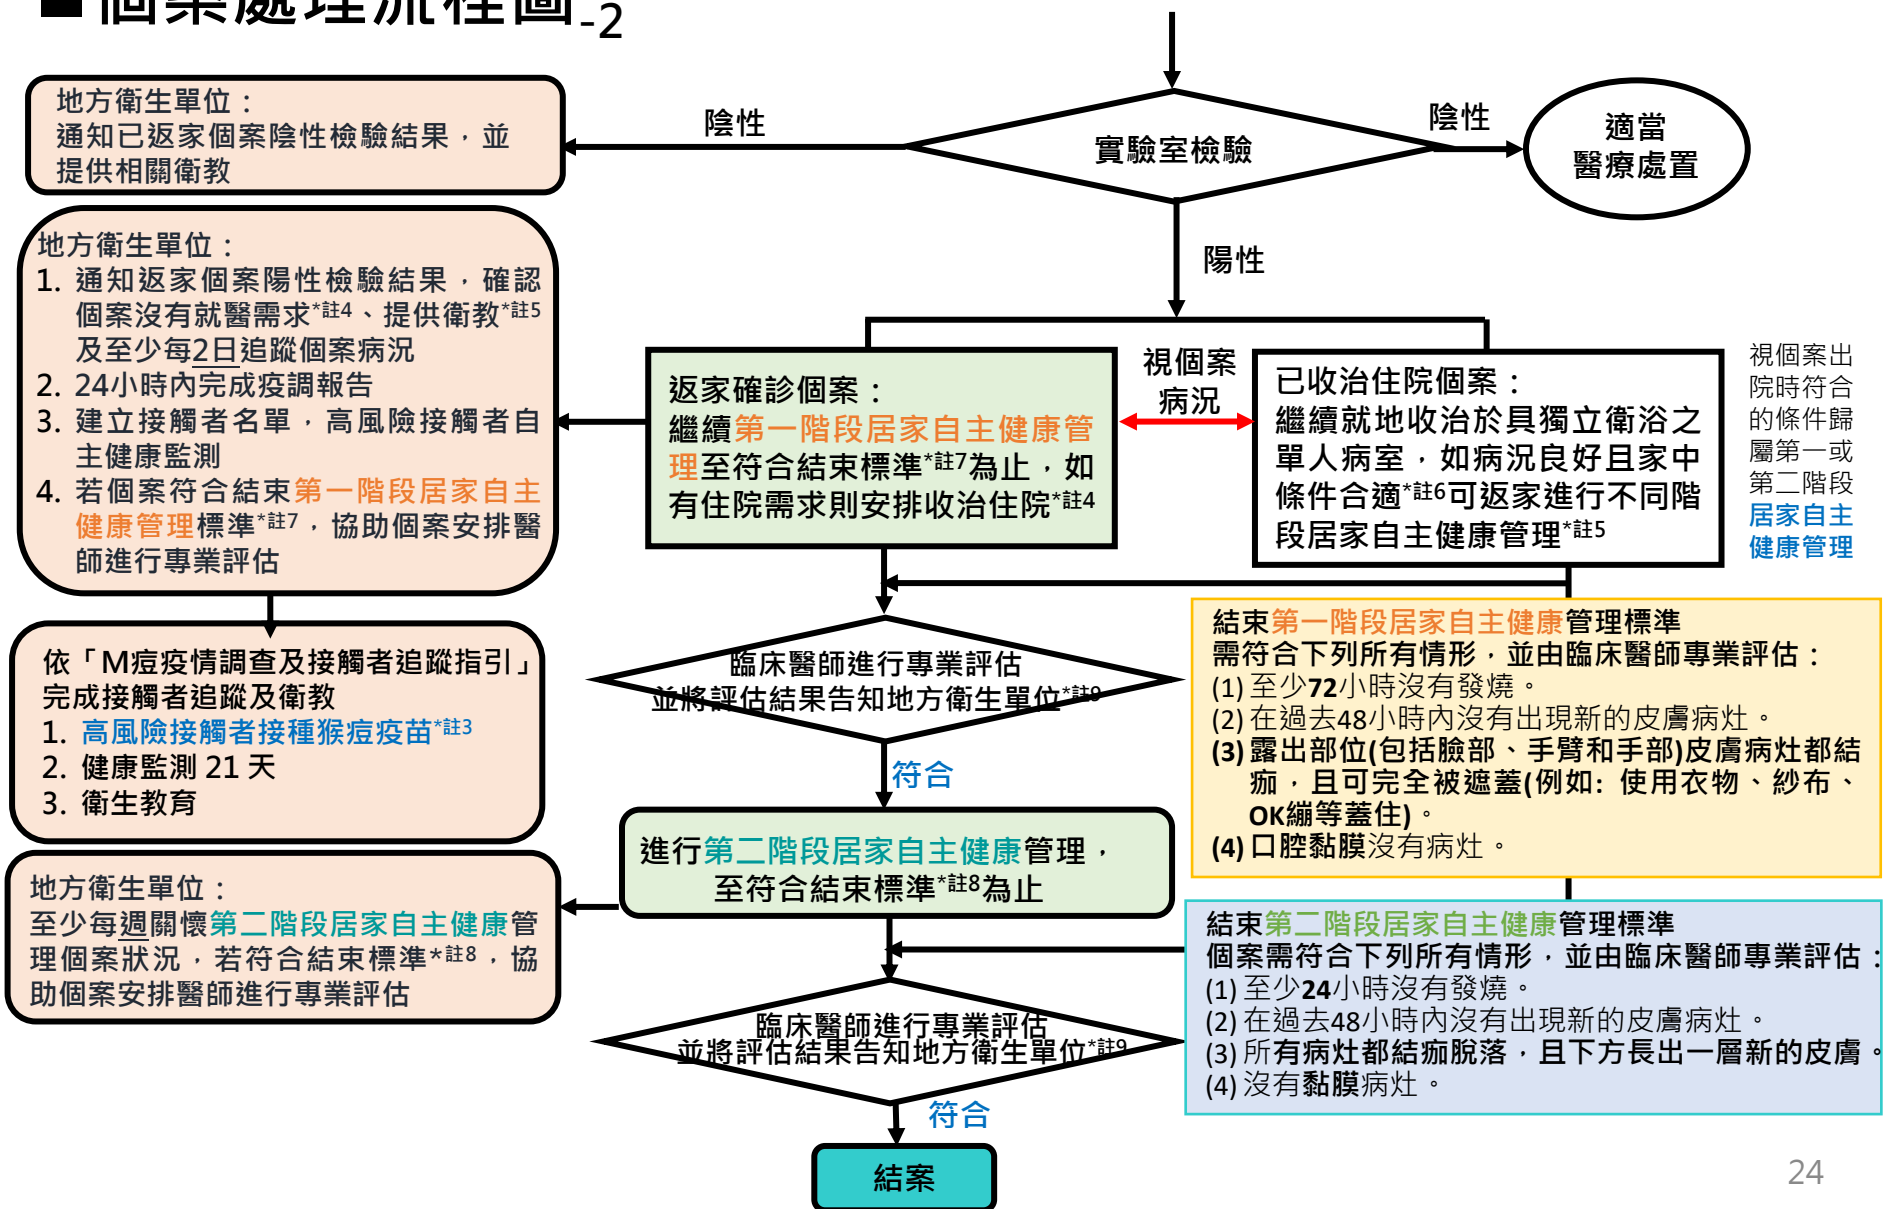 ■個案處理流程圖-2
實驗室檢驗
陰性
陰性
陽性
適當
醫療處置
地方衛生單位：
通知已返家個案陰性檢驗結果，並
提供相關衛教
地方衛生單位：
1. 通知返家個案陽性檢驗結果，確認
個案沒有就醫需求*註4、提供衛教*註5
及至少每2日追蹤個案病況
2. 24小時內完成疫調報告
3. 建立接觸者名單，高風險接觸者自
主健康監測
4. 若個案符合結束第一階段居家自主
健康管理標準*註7，協助個案安排醫
師進行專業評估
返家確診個案：
繼續第一階段居家自主健康管
理至符合結束標準*註7為止，如
有住院需求則安排收治住院*註4
視個案
病況
已收治住院個案：
繼續就地收治於具獨立衛浴之
單人病室，如病況良好且家中
條件合適*註6可返家進行不同階
段居家自主健康管理*註5
視個案出
院時符合
的條件歸
屬第一或
第二階段
居家自主
健康管理
依「M痘疫情調查及接觸者追蹤指引」
完成接觸者追蹤及衛教
1. 高風險接觸者接種猴痘疫苗*註3
2. 健康監測 21 天
3. 衛生教育
臨床醫師進行專業評估
並將評估結果告知地方衛生單位*註9
符合
結束第一階段居家自主健康管理標準
需符合下列所有情形，並由臨床醫師專業評估：
(1) 至少72小時沒有發燒。
(2) 在過去48小時內沒有出現新的皮膚病灶。
(3) 露出部位(包括臉部、手臂和手部)皮膚病灶都結
痂，且可完全被遮蓋(例如: 使用衣物、紗布、
OK繃等蓋住)。
(4) 口腔黏膜沒有病灶。
進行第二階段居家自主健康管理，
至符合結束標準*註8為止
地方衛生單位：
至少每週關懷第二階段居家自主健康管
理個案狀況，若符合結束標準*註8，協
助個案安排醫師進行專業評估
結束第二階段居家自主健康管理標準
個案需符合下列所有情形，並由臨床醫師專業評估：
(1) 至少24小時沒有發燒。
(2) 在過去48小時內沒有出現新的皮膚病灶。
(3) 所有病灶都結痂脫落，且下方長出一層新的皮膚。
(4) 沒有黏膜病灶。
臨床醫師進行專業評估
並將評估結果告知地方衛生單位*註9
符合
結案
24